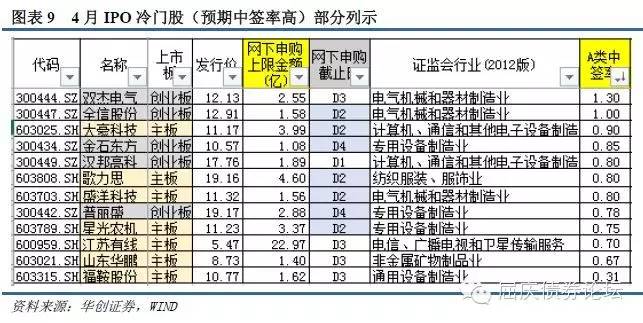 图表 9 4 月 IPO 冷门股（预期中签率高）部分列示
代码 名称 上市板 发行价 网下申购上限金额(亿) 网下申购截止日 证监会行业(2012版) A类中签率
300444.SZ 双杰电气 创业板 12.13 2.55 D3 电气机械和器材制造业 1.30
300447.SZ 全信股份 创业板 12.91 1.58 D2 电气机械和器材制造业 1.00
603025.SH 大豪科技 主板 11.17 3.99 D2 计算机、通信和其他电子设备制造 0.90
300434.SZ 金石东方 创业板 10.57 1.08 D4 专用设备制造业 0.85
300449.SZ 汉邦高科 创业板 17.76 1.89 D1 计算机、通信和其他电子设备制造 0.80
603808.SH 歌力思 主板 19.16 4.60 D2 纺织服装、服饰业 0.80
603703.SH 盛洋科技 主板 11.32 1.56 D2 电气机械和器材制造业 0.80
300442.SZ 普丽盛 创业板 19.17 2.88 D4 专用设备制造业 0.78
603789.SH 星光农机 主板 11.23 3.37 D2 专用设备制造业 0.75
600959.SH 江苏有线 主板 5.47 22.97 D3 电信、广播电视和卫星传输服务 0.70
603021.SH 山东华鹏 主板 8.73 1.40 D3 非金属矿物制品业 0.67
603315.SH 福鞍股份 主板 10.77 1.62 D3 通用设备制造业 0.31
资料来源：华创证券，WIND
屈庆债券论坛